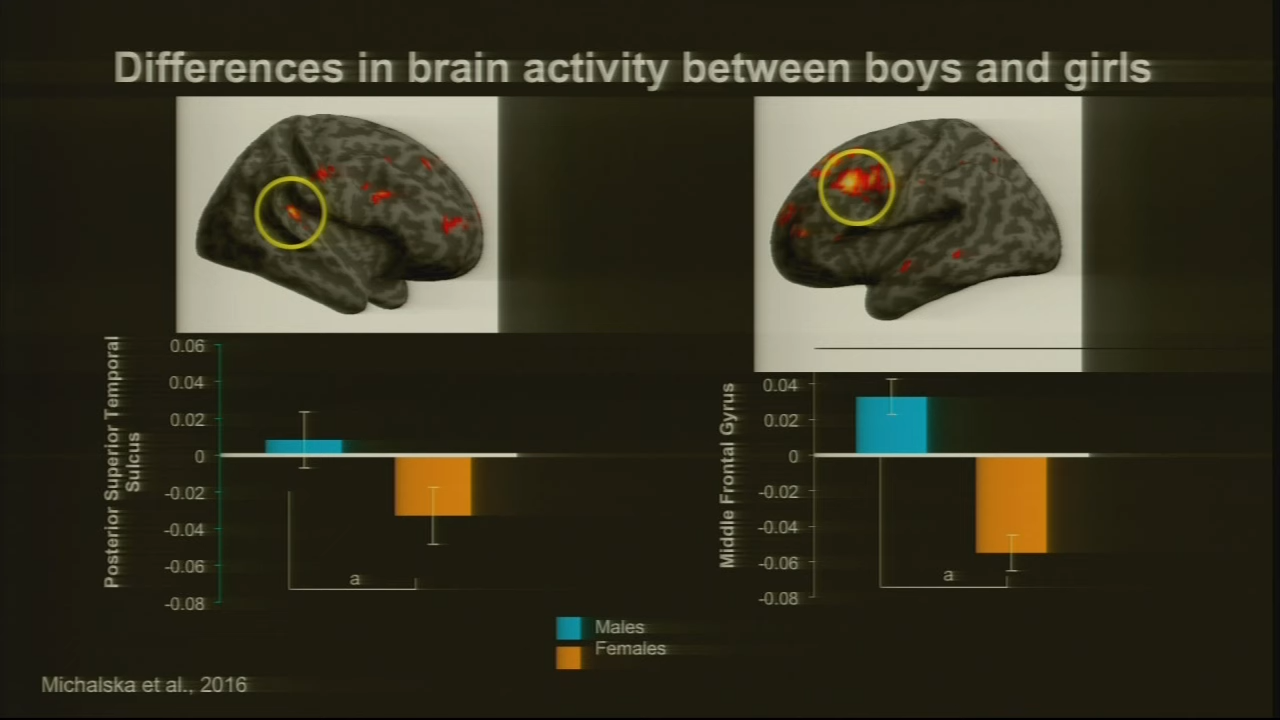 Differences in brain activity between boys and girls
Posterior Superior Temporal
Sulcus
0.06
0.04
0.02
0
-0.02
-0.04
-0.06
-0.08
a
Middle Frontal Gyrus
0.04
0.02
0
-0.02
-0.04
-0.06
-0.08
a
Males
Females
Michalska et al., 2016